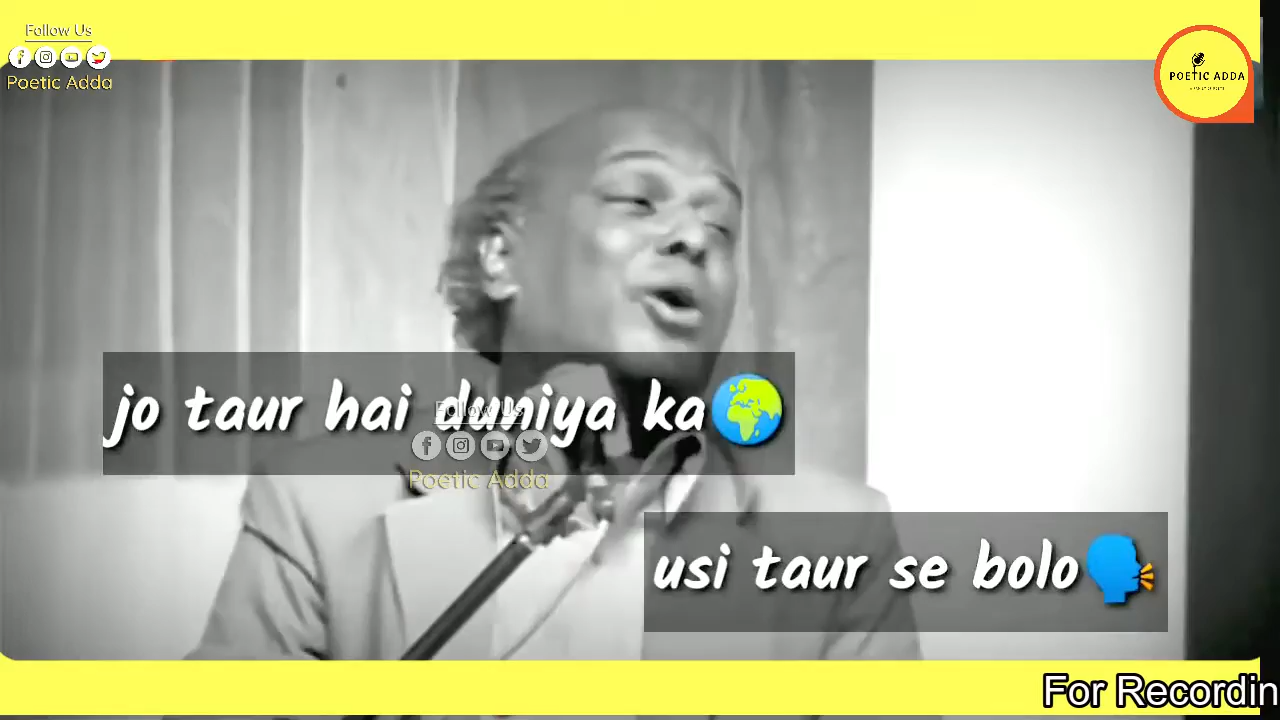 Follow Us
Poetic Adda
POETIC ADDA
jo taur hai duniya ka
Follow Us
Poetic Adda
usi taur se bolo
For Recordin